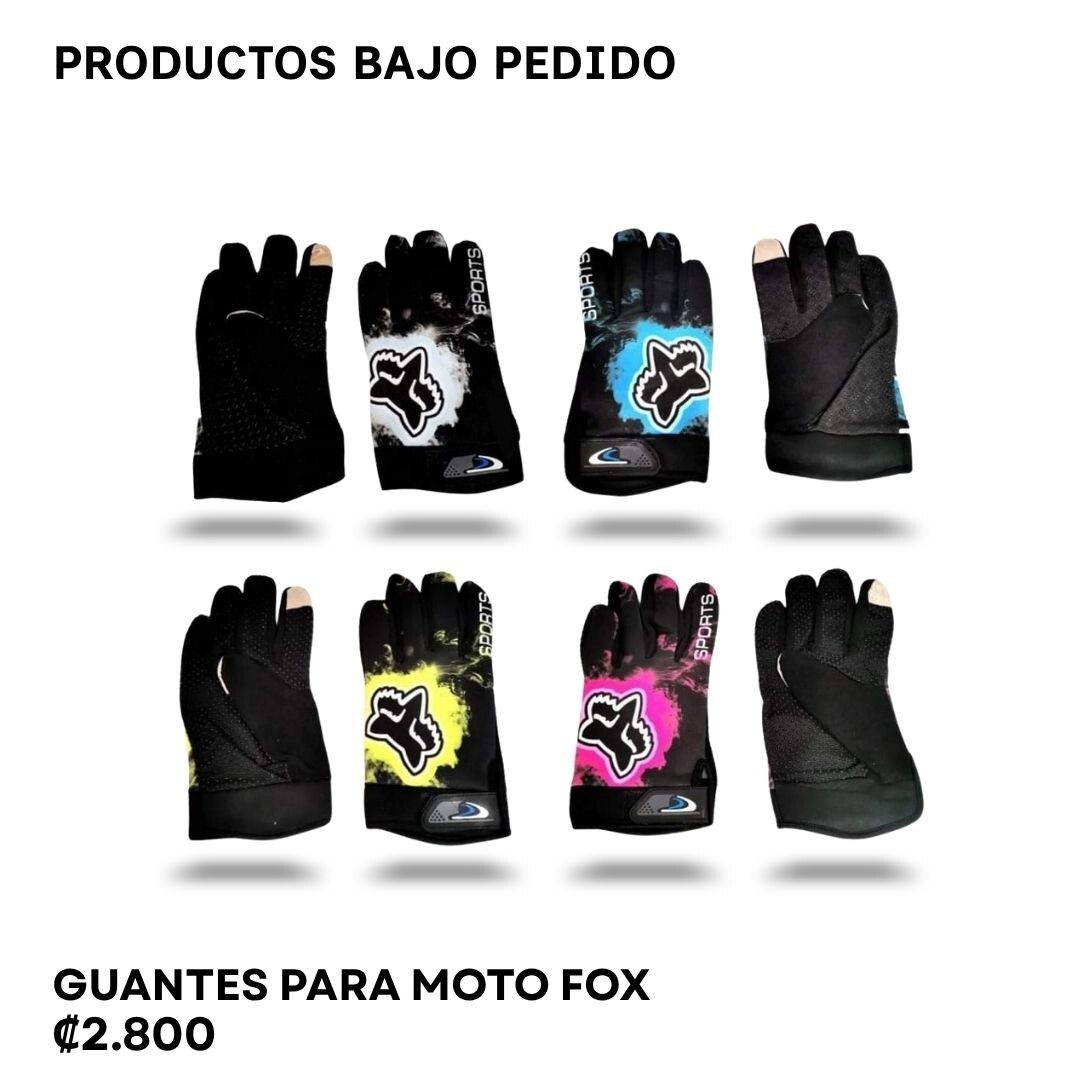 PRODUCTOS BAJO PEDIDO
SPORTS
SPORTS
SPORTS
SPORTS
GUANTES PARA MOTO FOX
₡2.800